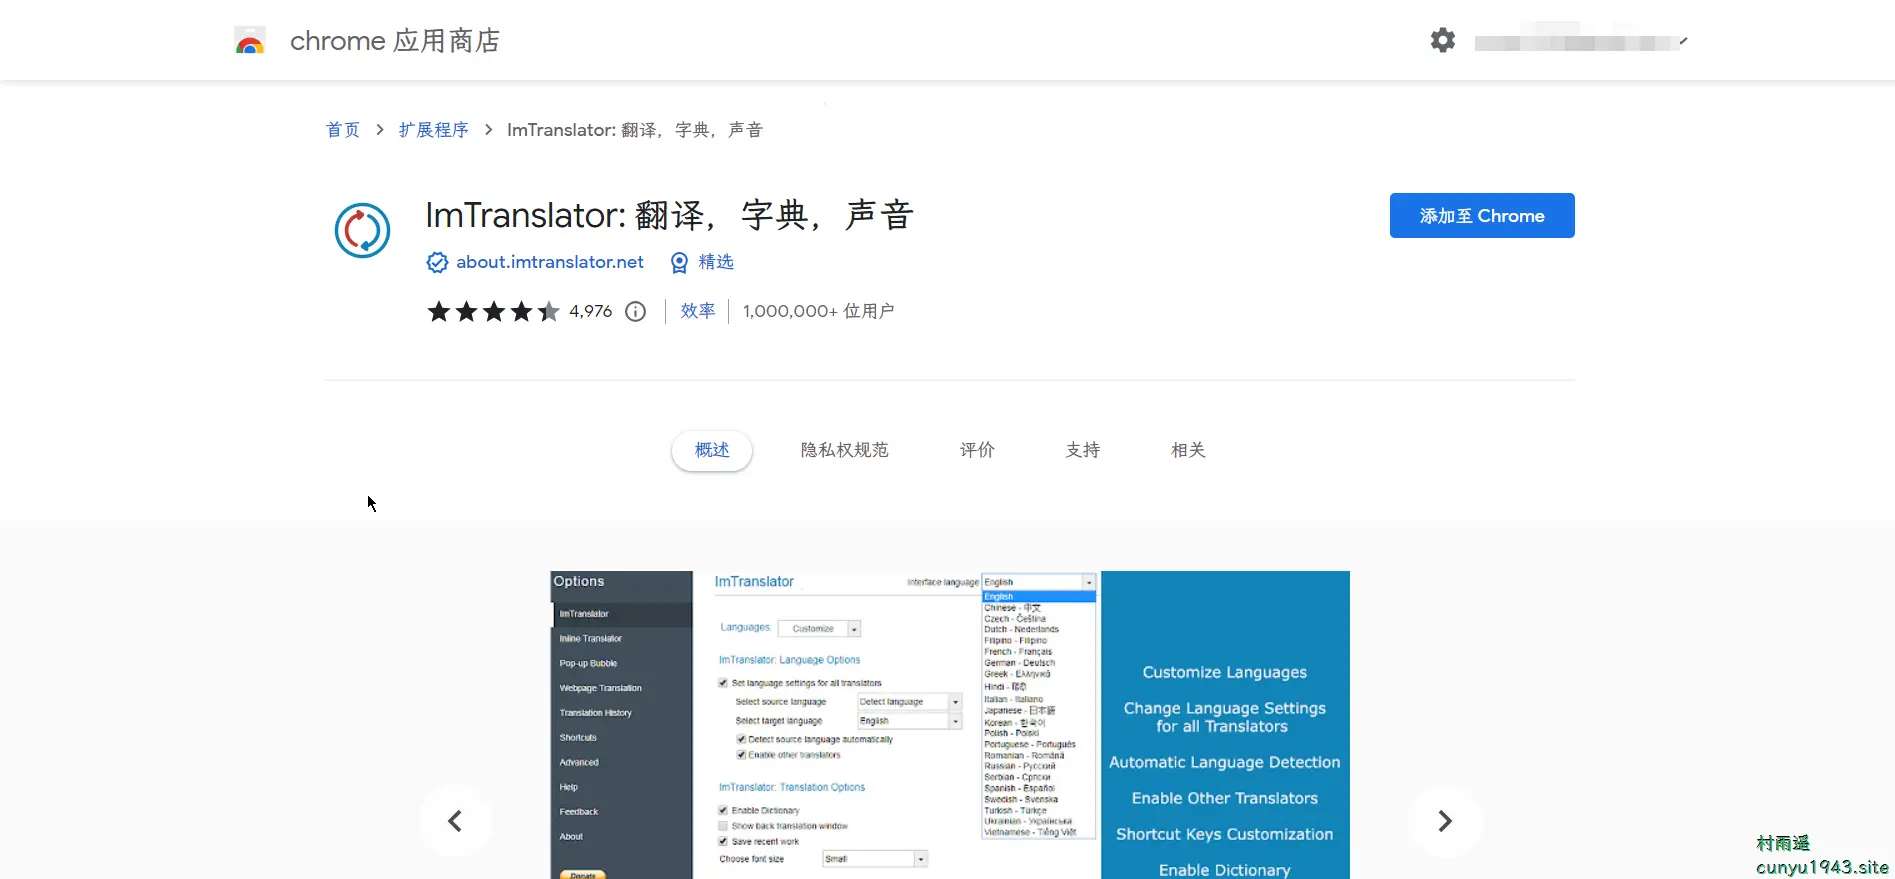 chrome 应用商店
首页 > 扩展程序 > ImTranslator: 翻译，字典，声音
ImTranslator: 翻译，字典，声音
添加至 Chrome
about.imtranslator.net 精选
4,976 效率 1,000,000+ 位用户
概述 隐私权规范 评价 支持 相关
Options
ImTranslator
Inline Translator
Pop-up Bubble
Webpage Translation
Translation History
Shortcuts
Advanced
Help
Feedback
About
Donate
ImTranslator
Interface language English
Languages: Customize
ImTranslator: Language Options
Set language settings for all translators
Select source language Detect language
Select target language English
Detect source language automatically
Enable other translators
ImTranslator: Translation Options
Enable Dictionary
Show back translation window
Save recent work
Choose font size Small
English
Chinese - 中文
Czech - Čeština
Dutch - Nederlands
Filipino - Filipino
French - Français
German - Deutsch
Greek - Ελληνικά
Hindi -
Italian - Italiano
Japanese - 日本語
Korean - 한국어
Polish - Polski
Portuguese - Português
Romanian - Română
Russian - Русский
Serbian - Српски
Spanish - Español
Swedish - Svenska
Turkish - Türkçe
Ukrainian - Українська
Vietnamese - Tiếng Việt
Customize Languages
Change Language Settings
for all Translators
Automatic Language Detection
Enable Other Translators
Shortcut Keys Customization
Enable Dictionary
村雨遥
cunyu1943.site